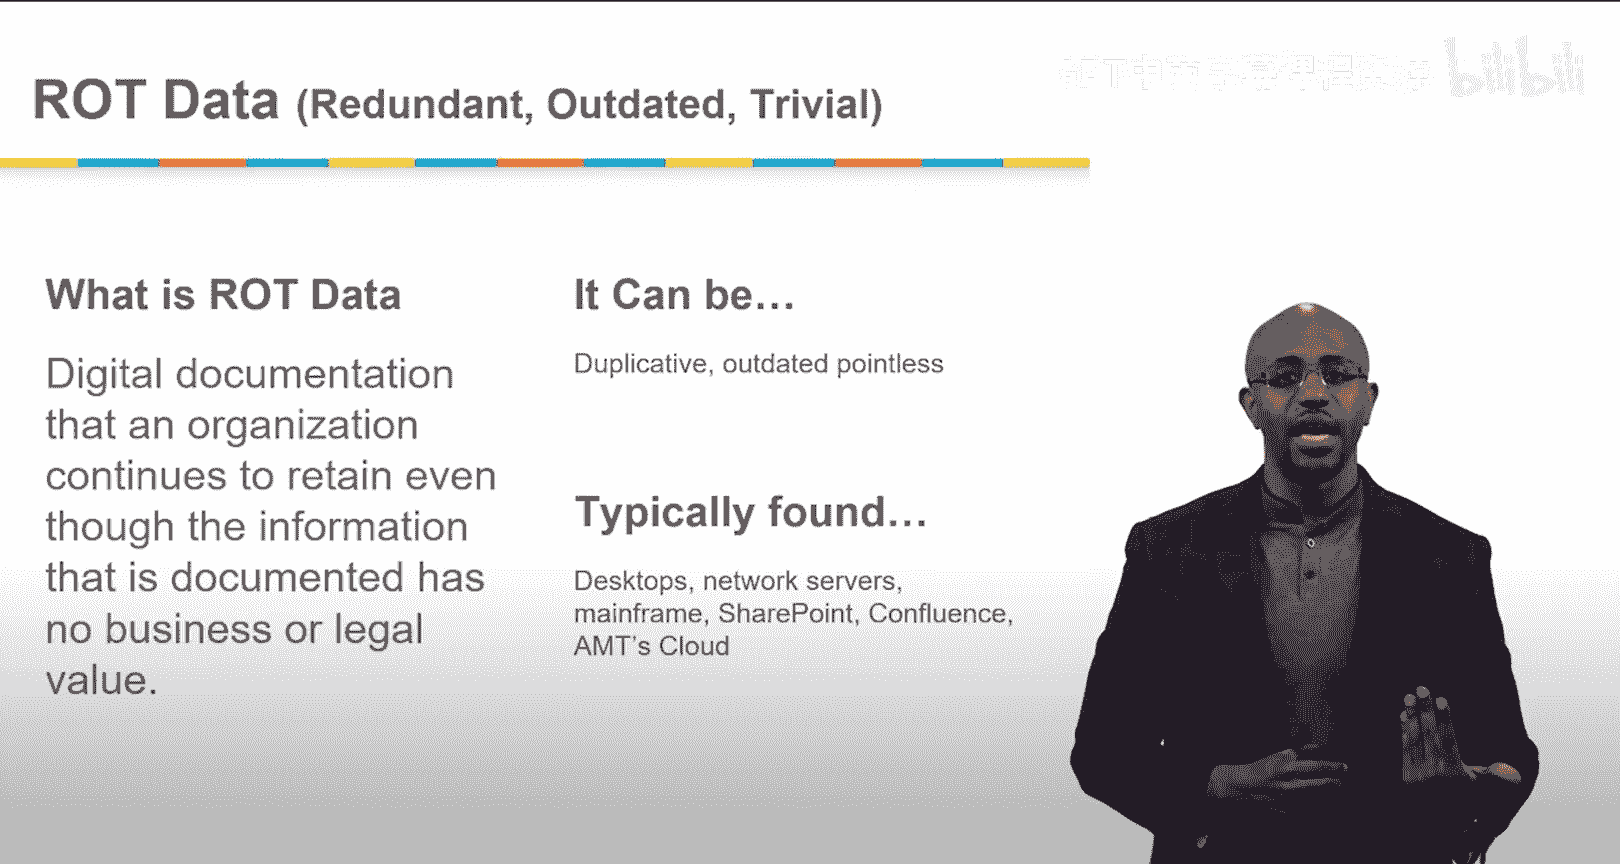 ROT Data (Redundant, Outdated, Trivial)
bilibili
What is ROT Data
Digital documentation
that an organization
continues to retain even
though the information
that is documented has
no business or legal
value.
It Can be…
Duplicative, outdated pointless
Typically found…
Desktops, network servers,
mainframe, SharePoint, Confluence,
AMT’s Cloud